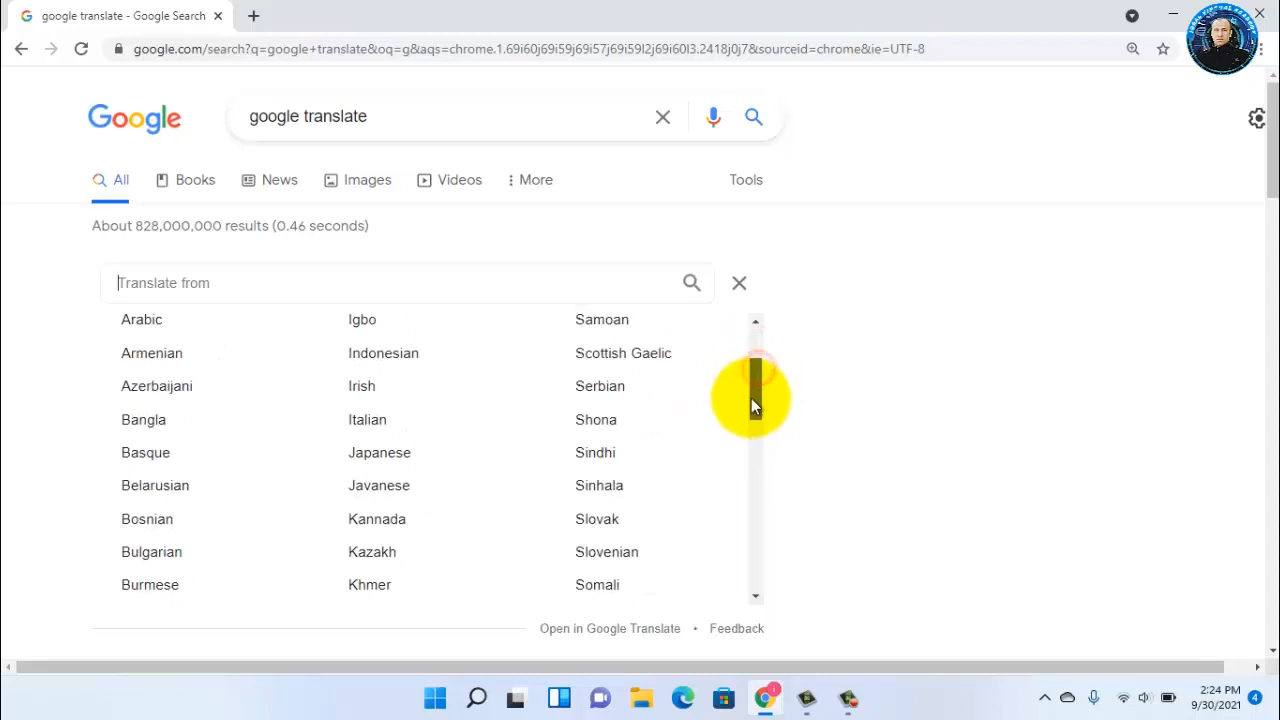 google translate - Google Search
google.com/search?q=google+translate&oq=g&aqs=chrome.1.69i60j69i59j69i57j69i59l2j69i60l3.2418j0j7&sourceid=chrome&ie=UTF-8
Google
google translate
All Books News Images Videos More Tools
About 828,000,000 results (0.46 seconds)
Translate from
Arabic Igbo Samoan
Armenian Indonesian Scottish Gaelic
Azerbaijani Irish Serbian
Bangla Italian Shona
Basque Japanese Sindhi
Belarusian Javanese Sinhala
Bosnian Kannada Slovak
Bulgarian Kazakh Slovenian
Burmese Khmer Somali
Open in Google Translate • Feedback
2:24 PM
9/30/2021
4
1